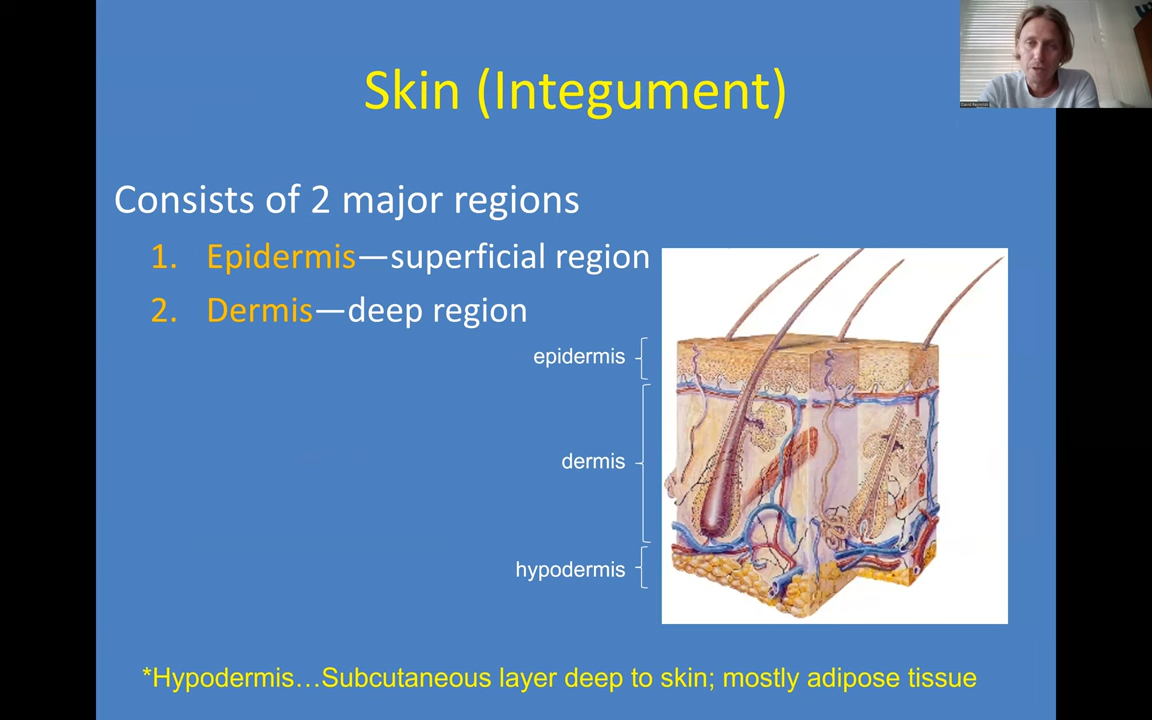 Skin (Integument)
Consists of 2 major regions
1. Epidermis—superficial region
2. Dermis—deep region
epidermis
dermis
hypodermis
*Hypodermis…Subcutaneous layer deep to skin; mostly adipose tissue